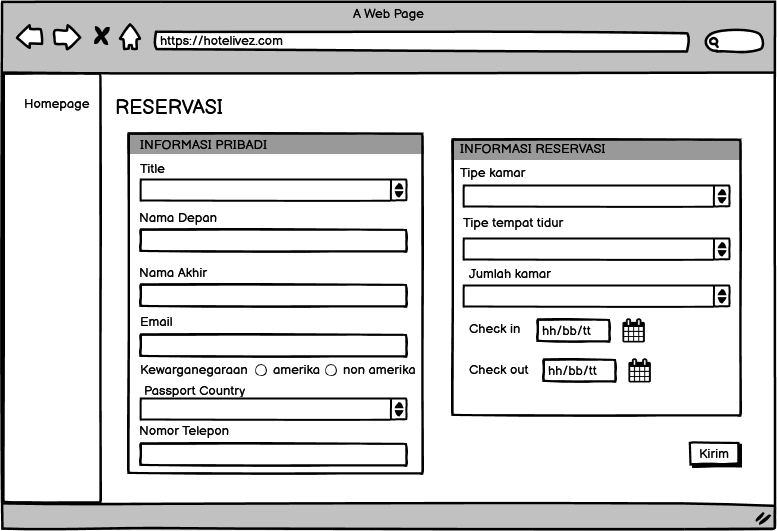 A Web Page
https://hotelivez.com
Homepage
RESERVASI
INFORMASI PRIBADI
Title
Nama Depan
Nama Akhir
Email
Kewarganegaraan amerika non amerika
Passport Country
Nomor Telepon
INFORMASI RESERVASI
Tipe kamar
Tipe tempat tidur
Jumlah kamar
Check in hh/bb/tt
Check out hh/bb/tt
Kirim